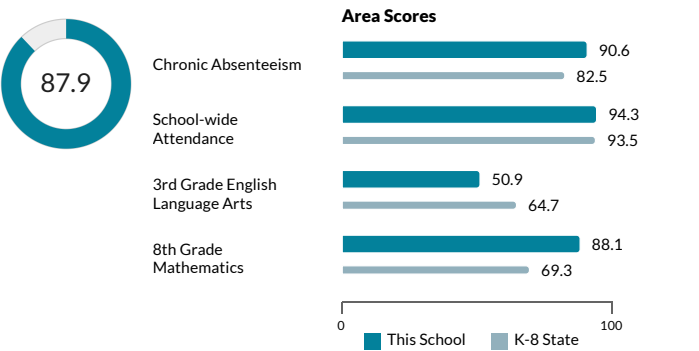 Area Scores
87.9
Chronic Absenteeism
90.6
82.5
School-wide
Attendance
94.3
93.5
3rd Grade English
Language Arts
50.9
64.7
8th Grade
Mathematics
88.1
69.3
0 100
This School K-8 State